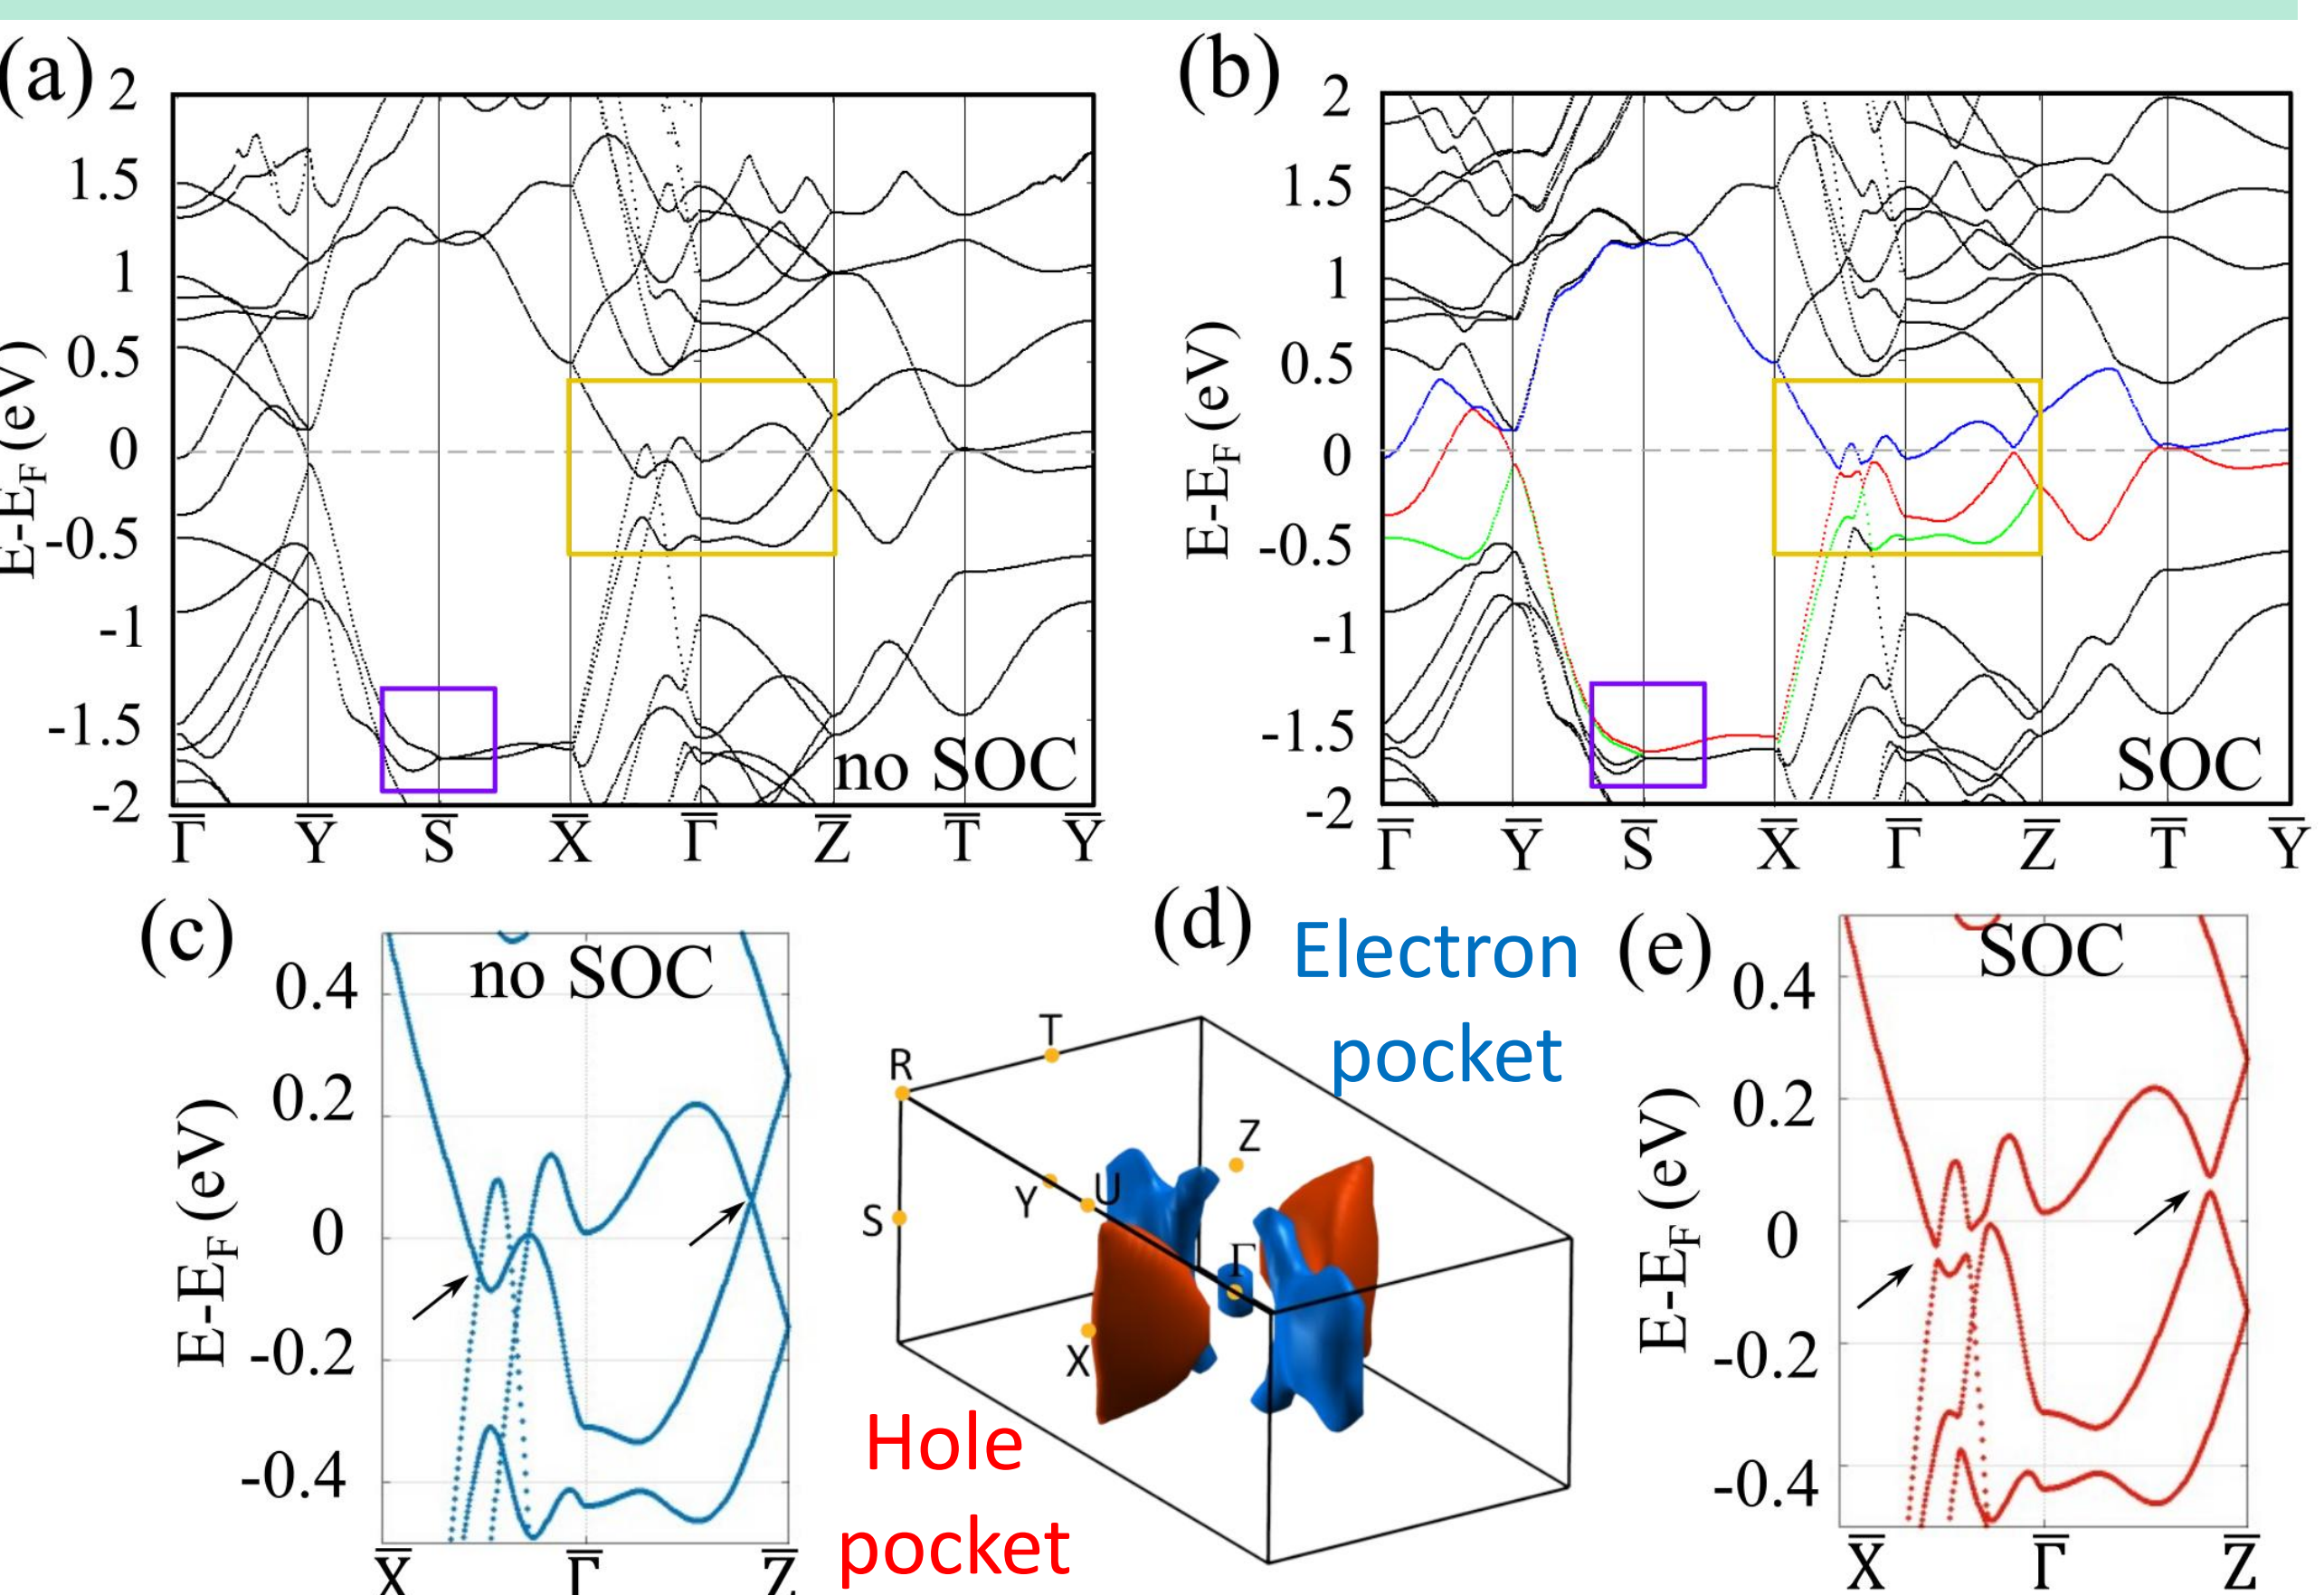 (a)
2
1.5
1
0.5
0
-0.5
-1
-1.5
-2
E-E_F (eV)
no SOC
Γ̅ Y̅ S̅ X̅ Γ̅ Z̅ T̅ Y̅
(b)
2
1.5
1
0.5
0
-0.5
-1
-1.5
-2
E-E_F (eV)
SOC
Γ̅ Y̅ S̅ X̅ Γ̅ Z̅ T̅ Y̅
(c)
no SOC
0.4
0.2
0
-0.2
-0.4
E-E_F (eV)
X̅ Γ̅ Z̅
(d)
Electron
pocket
T
R
Z
Y
U
S
Γ
X
Hole
pocket
(e)
SOC
0.4
0.2
0
-0.2
-0.4
E-E_F (eV)
X̅ Γ̅ Z̅